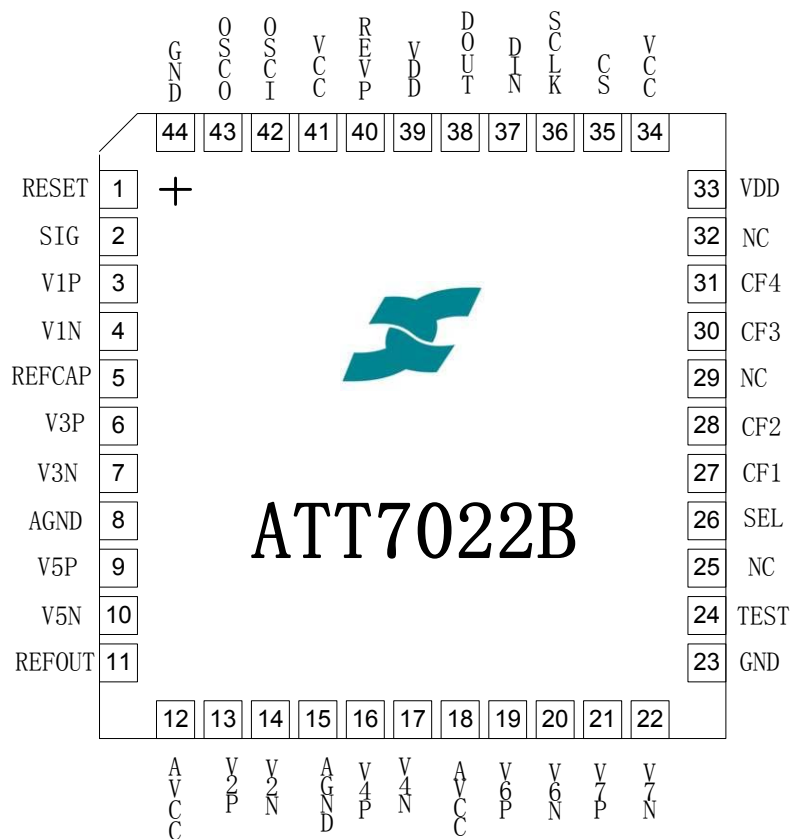 GND OSCO OSCI VCC REVP VDD DOUT DIN SCLK CS VCC
44 43 42 41 40 39 38 37 36 35 34
RESET 1 33 VDD
SIG 2 32 NC
V1P 3 31 CF4
V1N 4 30 CF3
REFCAP 5 29 NC
V3P 6 28 CF2
V3N 7 27 CF1
AGND 8 26 SEL
ATT7022B
V5P 9 25 NC
V5N 10 24 TEST
REFOUT 11 23 GND
12 13 14 15 16 17 18 19 20 21 22
AVCC V2P V2N AGND V4P V4N AVCC V6P V6N V7P V7N